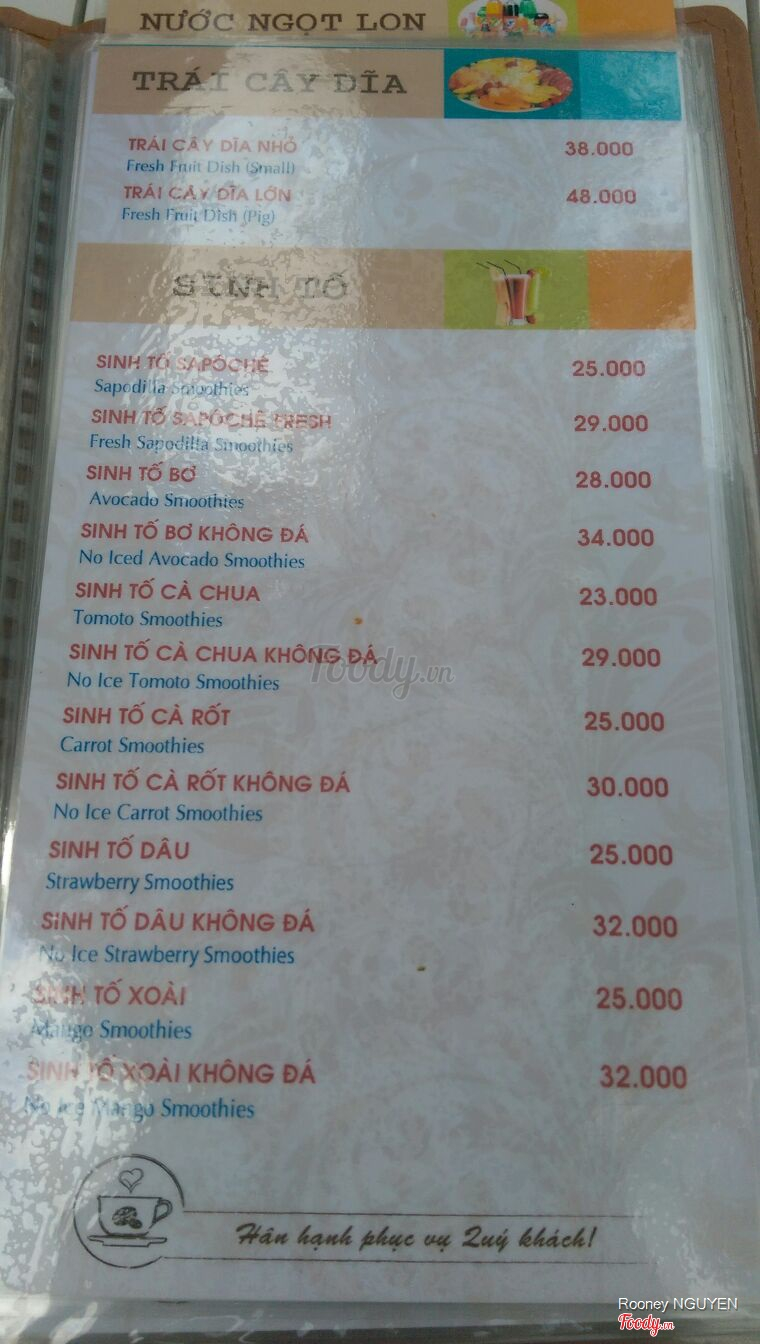 NƯỚC NGỌT LON
TRÁI CÂY DĨA
TRÁI CÂY DĨA NHỎ 38.000
Fresh Fruit Dish (Small)
TRÁI CÂY DĨA LỚN 48.000
Fresh Fruit Dish (Pig)
SINH TỐ
SINH TỐ SAPÔCHÊ 25.000
Sapodilla Smoothies
SINH TỐ SAPÔCHÊ FRESH 29.000
Fresh Sapodilla Smoothies
SINH TỐ BƠ 28.000
Avocado Smoothies
SINH TỐ BƠ KHÔNG ĐÁ 34.000
No Iced Avocado Smoothies
SINH TỐ CÀ CHUA 23.000
Tomoto Smoothies
SINH TỐ CÀ CHUA KHÔNG ĐÁ 29.000
No Ice Tomoto Smoothies
Foody.vn
SINH TỐ CÀ RỐT 25.000
Carrot Smoothies
SINH TỐ CÀ RỐT KHÔNG ĐÁ 30.000
No Ice Carrot Smoothies
SINH TỐ DÂU 25.000
Strawberry Smoothies
SINH TỐ DÂU KHÔNG ĐÁ 32.000
No Ice Strawberry Smoothies
SINH TỐ XOÀI 25.000
Mango Smoothies
SINH TỐ XOÀI KHÔNG ĐÁ 32.000
No Ice Mango Smoothies
Hân hạnh phục vụ Quý khách!
Rooney NGUYEN
Foody.vn